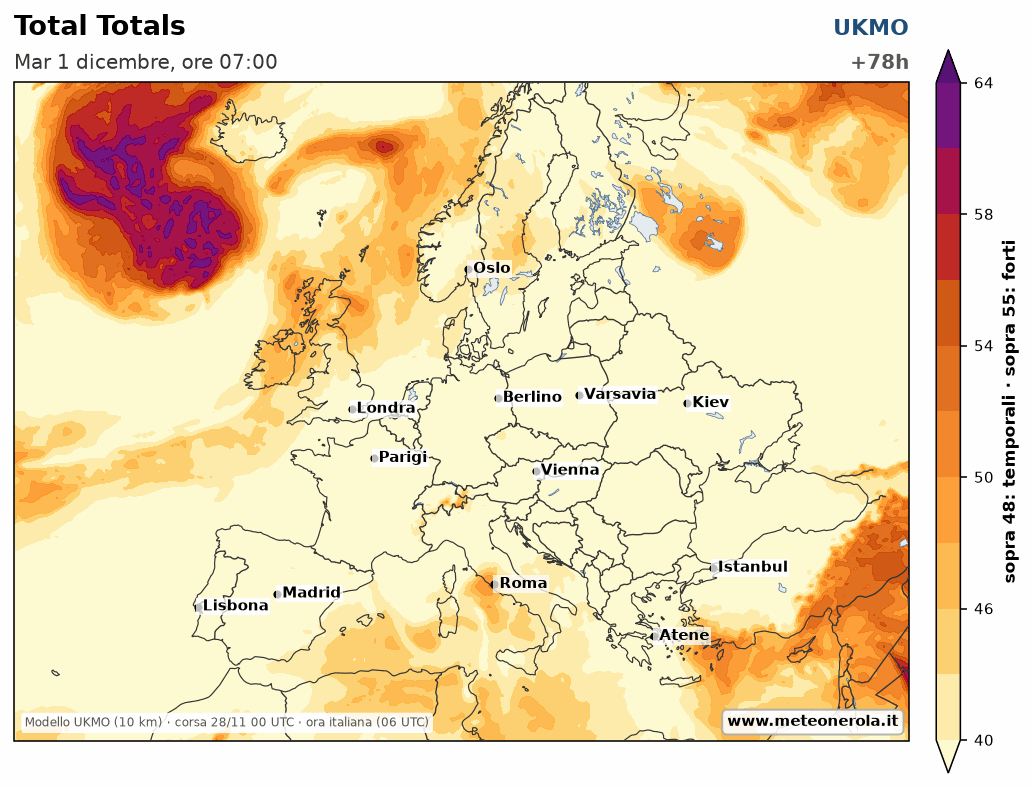 Total Totals
UKMO
Mar 1 dicembre, ore 07:00
+78h
64
58
54
50
46
40
sopra 48: temporali · sopra 55: forti
Oslo
Londra
Berlino
Varsavia
Kiev
Parigi
Vienna
Istanbul
Roma
Madrid
Lisbona
Atene
Modello UKMO (10 km) · corsa 28/11 00 UTC · ora italiana (06 UTC)
www.meteonerola.it